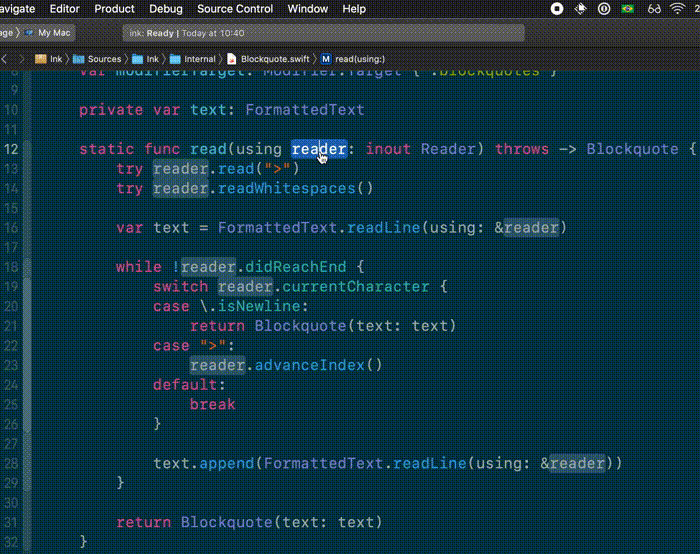 avigate Editor Product Debug Source Control Window Help
age My Mac ink: Ready | Today at 10:40
Ink Sources Ink Internal Blockquote.swift M read(using:)
8 var modifierTarget: Modifier.Target { .blockquotes }
9
10 private var text: FormattedText
11
12 static func read(using reader: inout Reader) throws -> Blockquote {
13 try reader.read(">")
14 try reader.readWhitespaces()
15
16 var text = FormattedText.readLine(using: &reader)
17
18 while !reader.didReachEnd {
19 switch reader.currentCharacter {
20 case \.isNewline:
21 return Blockquote(text: text)
22 case ">":
23 reader.advanceIndex()
24 default:
25 break
26 }
27
28 text.append(FormattedText.readLine(using: &reader))
29 }
30
31 return Blockquote(text: text)
32 }